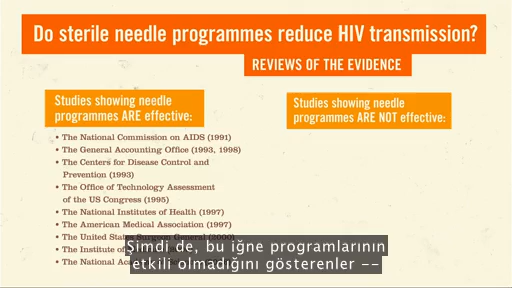 Do sterile needle programmes reduce HIV transmission?
REVIEWS OF THE EVIDENCE
Studies showing needle
programmes ARE effective:
• The National Commission on AIDS (1991)
• The General Accounting Office (1993, 1998)
• The Centers for Disease Control and
Prevention (1993)
• The Office of Technology Assessment
of the US Congress (1995)
• The National Institutes of Health (1997)
• The American Medical Association (1997)
• The United States Surgeon General (2000)
• The Institute of
• The National
Studies showing needle
programmes ARE NOT effective:
Şimdi de, bu iğne programlarının
etkili olmadığını gösterenler --